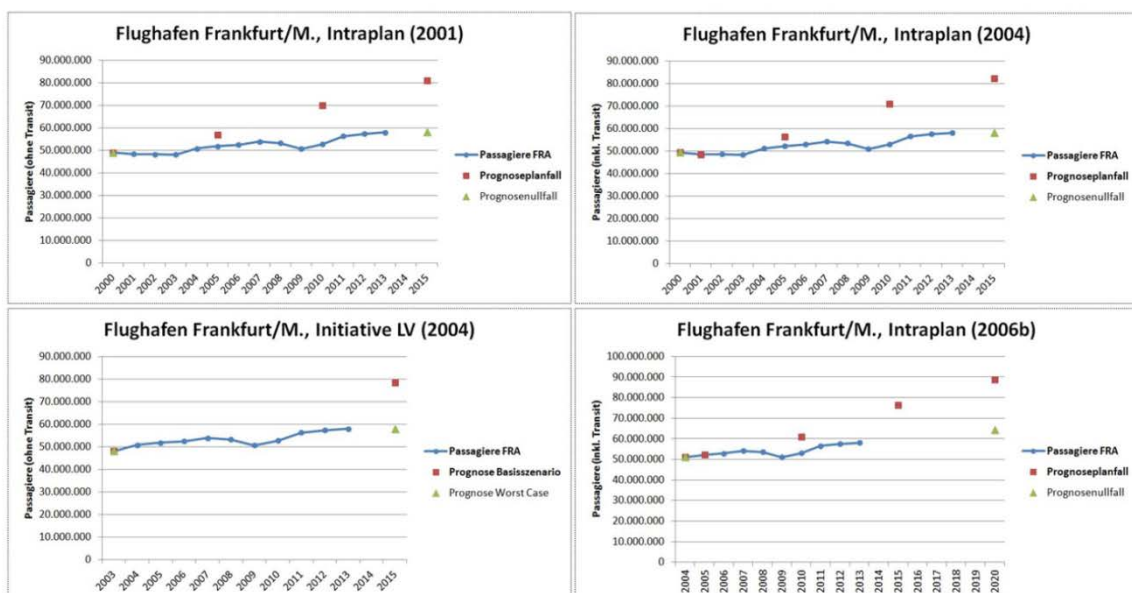 Flughafen Frankfurt/M., Intraplan (2001)
Passagiere (ohne Transit)
90.000.000
80.000.000
70.000.000
60.000.000
50.000.000
40.000.000
30.000.000
20.000.000
10.000.000
0
2000 2001 2002 2003 2004 2005 2006 2007 2008 2009 2010 2011 2012 2013 2014 2015
Passagiere FRA
Prognoseplanfall
Prognosenullfall
Flughafen Frankfurt/M., Intraplan (2004)
Passagiere (inkl. Transit)
90.000.000
80.000.000
70.000.000
60.000.000
50.000.000
40.000.000
30.000.000
20.000.000
10.000.000
0
2000 2001 2002 2003 2004 2005 2006 2007 2008 2009 2010 2011 2012 2013 2014 2015
Passagiere FRA
Prognoseplanfall
Prognosenullfall
Flughafen Frankfurt/M., Initiative LV (2004)
Passagiere (ohne Transit)
90.000.000
80.000.000
70.000.000
60.000.000
50.000.000
40.000.000
30.000.000
20.000.000
10.000.000
0
2003 2004 2005 2006 2007 2008 2009 2010 2011 2012 2013 2014 2015
Passagiere FRA
Prognose Basisszenario
Prognose Worst Case
Flughafen Frankfurt/M., Intraplan (2006b)
Passagiere (inkl. Transit)
100.000.000
90.000.000
80.000.000
70.000.000
60.000.000
50.000.000
40.000.000
30.000.000
20.000.000
10.000.000
0
2004 2005 2006 2007 2008 2009 2010 2011 2012 2013 2014 2015 2016 2017 2018 2019 2020
Passagiere FRA
Prognoseplanfall
Prognosenullfall